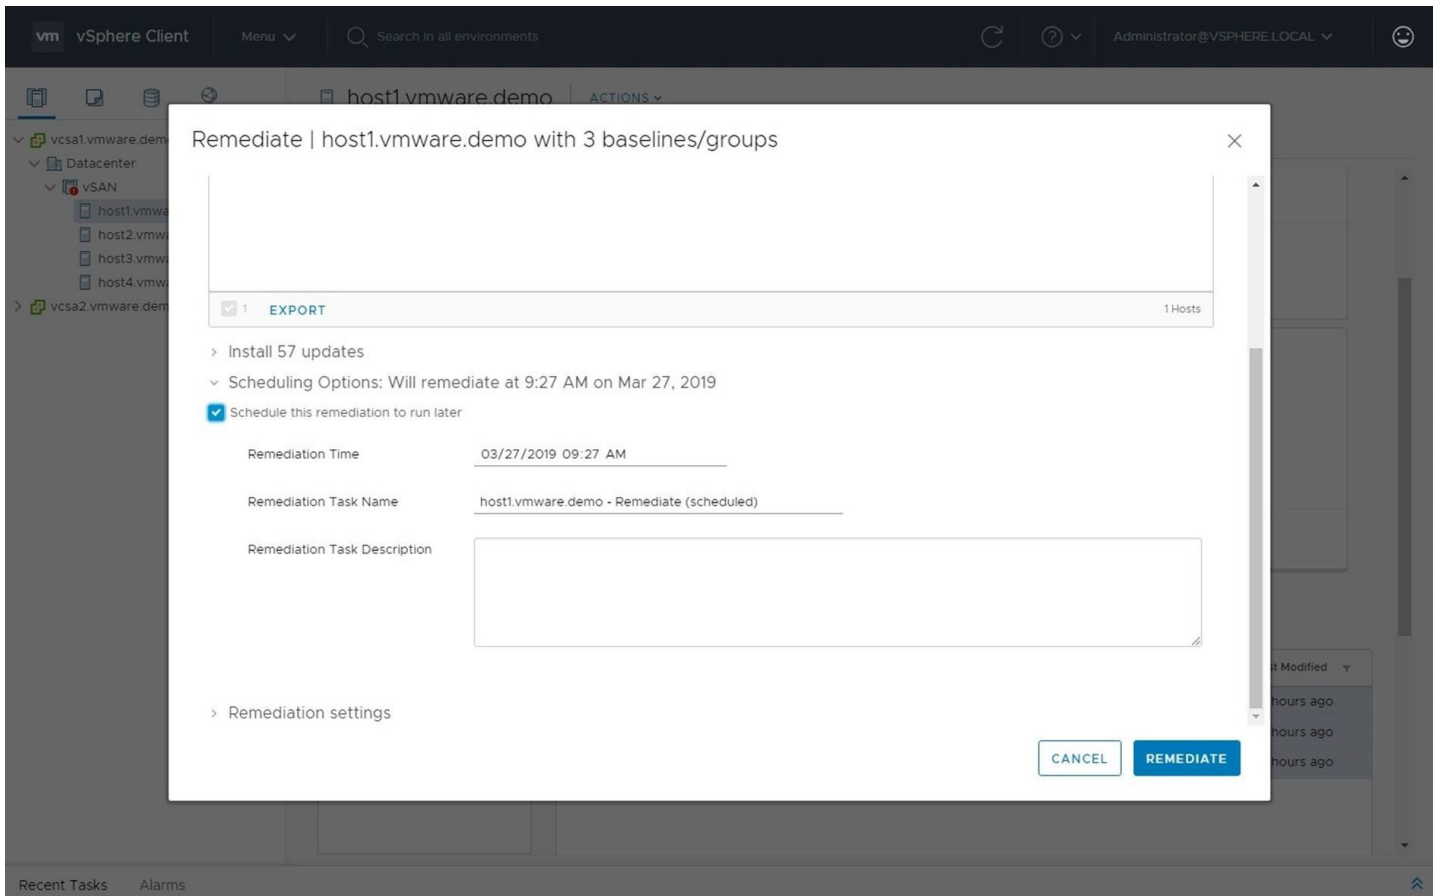 vm vSphere Client Menu Search in all environments Administrator@VSPHERE.LOCAL
host1.vmware.demo ACTIONS
vcsa1.vmware.dem
Datacenter
vSAN
host1.vmwa
host2.vmwa
host3.vmwa
host4.vmwa
vcsa2.vmware.dem
Remediate | host1.vmware.demo with 3 baselines/groups
1 EXPORT 1 Hosts
Install 57 updates
Scheduling Options: Will remediate at 9:27 AM on Mar 27, 2019
Schedule this remediation to run later
Remediation Time 03/27/2019 09:27 AM
Remediation Task Name host1.vmware.demo - Remediate (scheduled)
Remediation Task Description
Remediation settings
CANCEL REMEDIATE
st Modified
hours ago
hours ago
hours ago
Recent Tasks Alarms